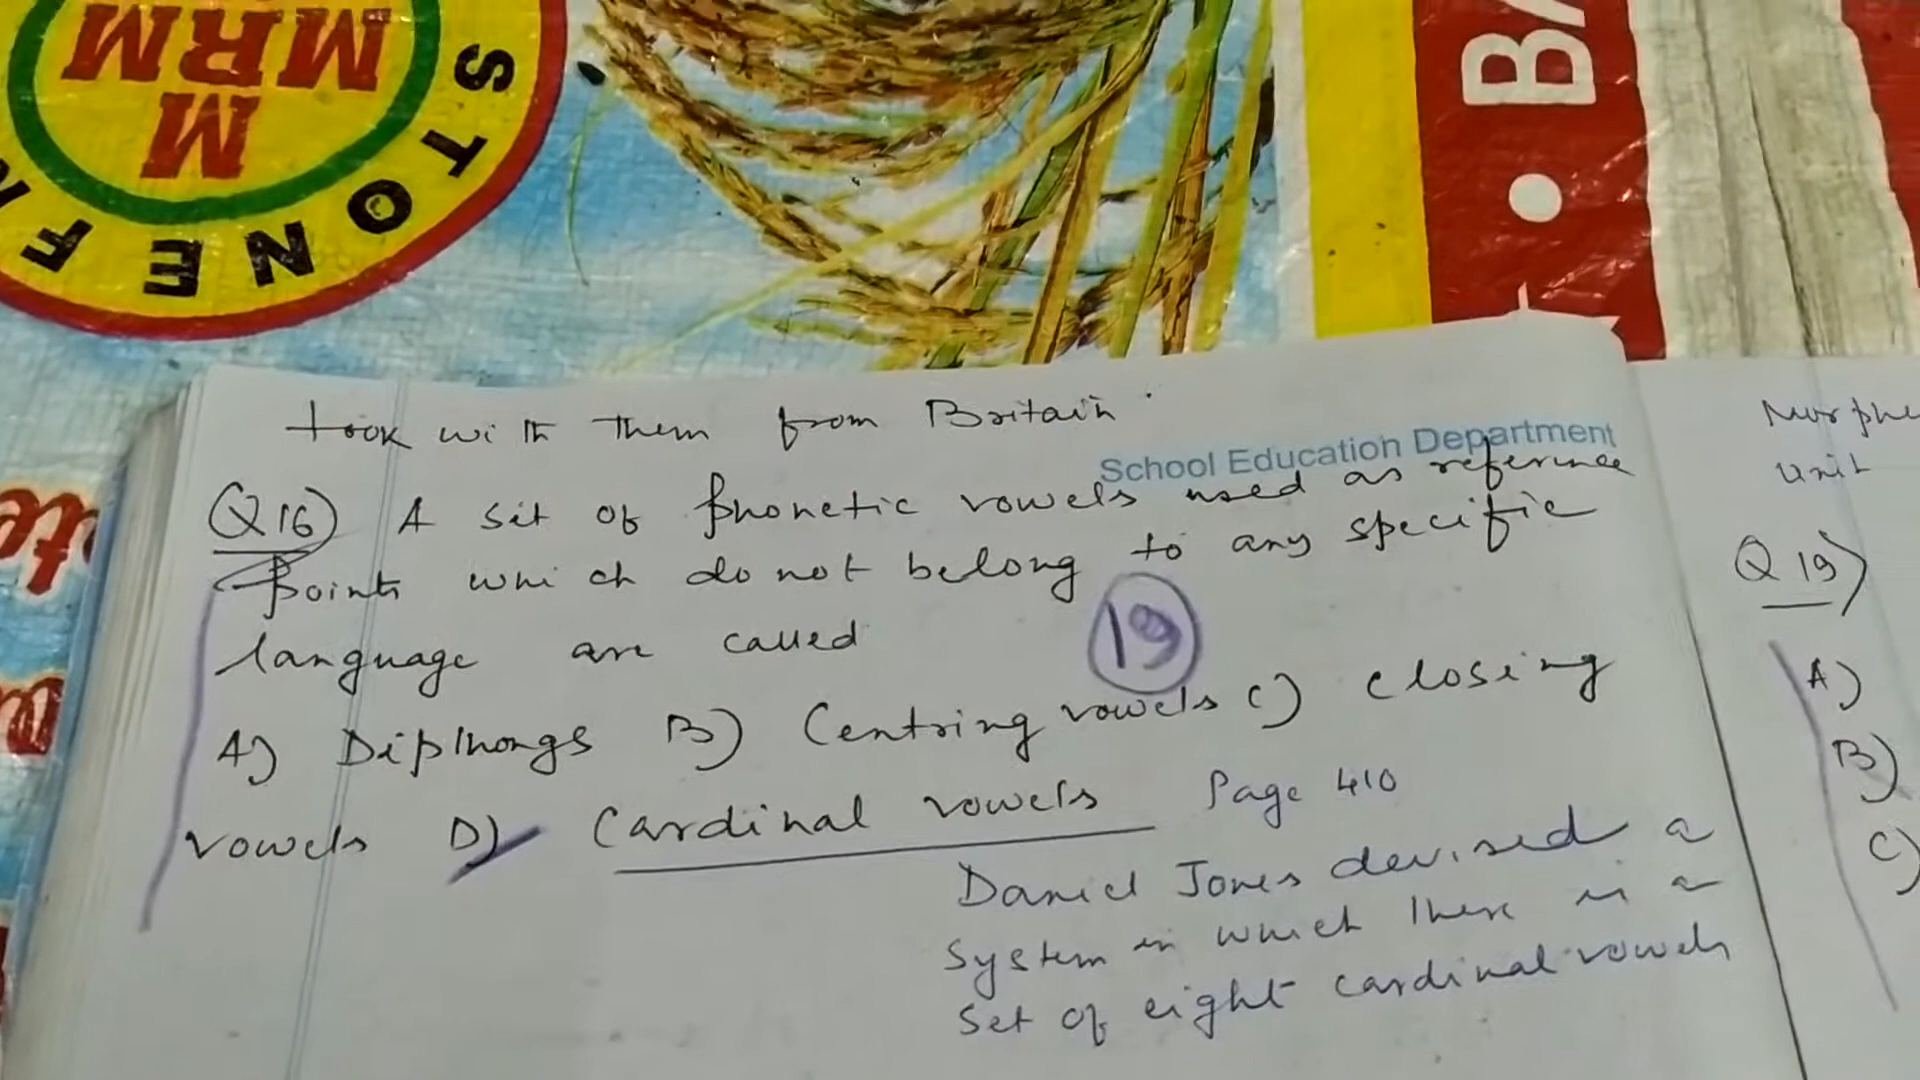 M
MRM
STONE F
BA
took with them from Britain.
School Education Department
Q16) A set of phonetic vowels used as reference
points which do not belong to any specific
language are called
19
A) Dipthongs B) Centring vowels C) closing
vowels D) Cardinal vowels Page 410
Daniel Jones devised a
system in which there is a
set of eight cardinal vowels
Morphe
unit
Q 19)
A)
B)
C)